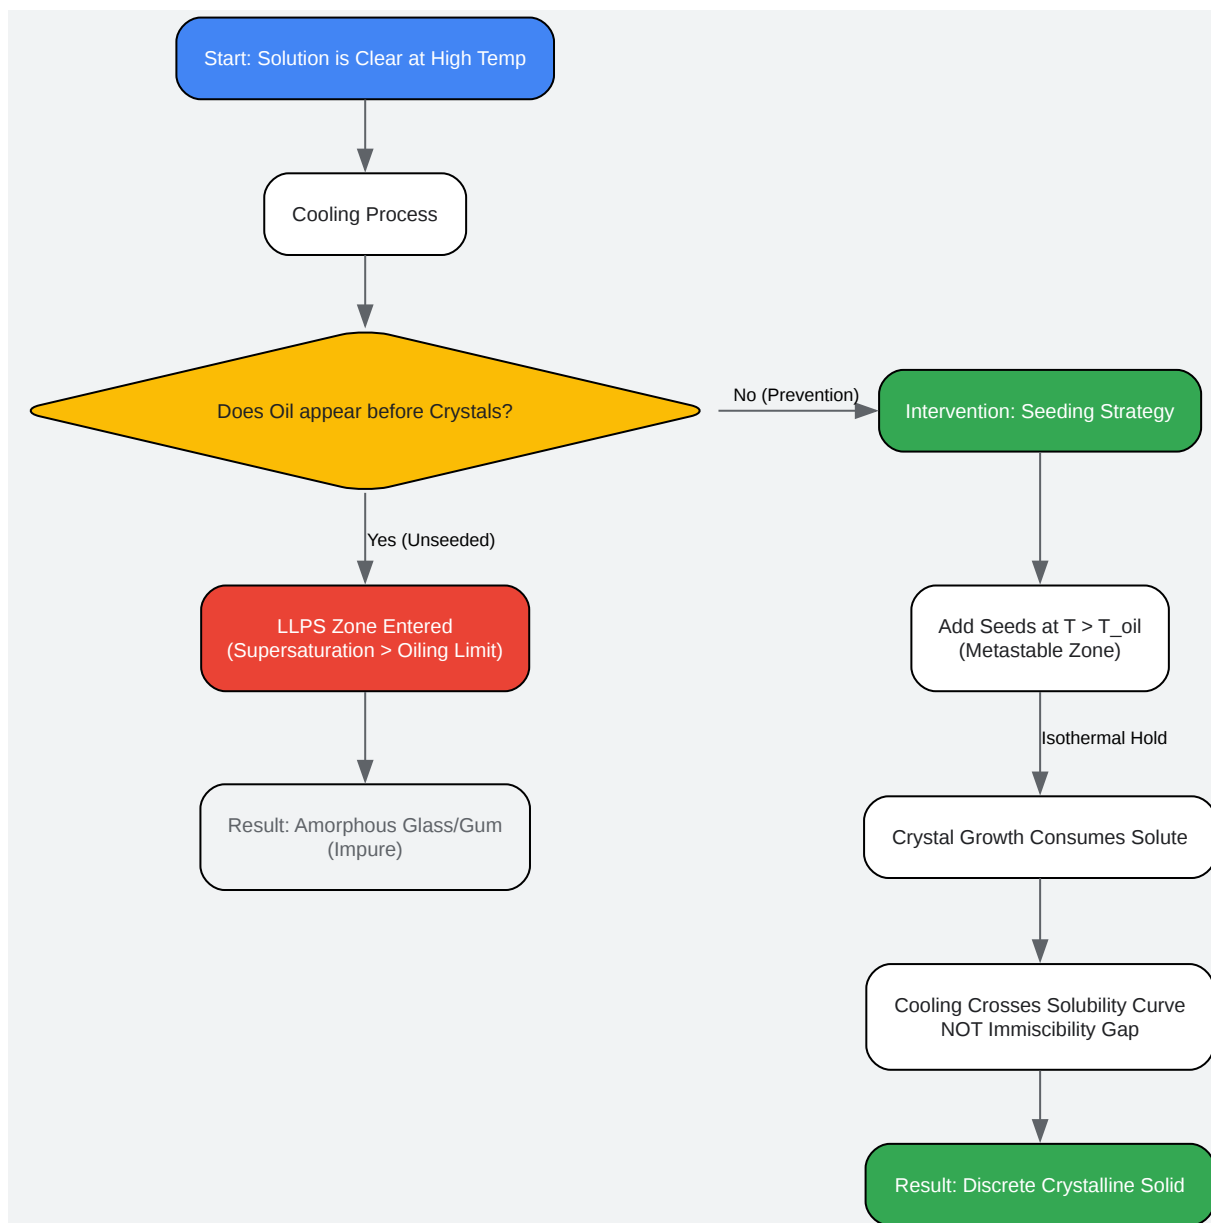 Start: Solution is Clear at High Temp
Cooling Process
Does Oil appear before Crystals?
No (Prevention)
Intervention: Seeding Strategy
Yes (Unseeded)
LLPS Zone Entered
(Supersaturation > Oiling Limit)
Add Seeds at T > T_oil
(Metastable Zone)
Isothermal Hold
Result: Amorphous Glass/Gum
(Impure)
Crystal Growth Consumes Solute
Cooling Crosses Solubility Curve
NOT Immiscibility Gap
Result: Discrete Crystalline Solid